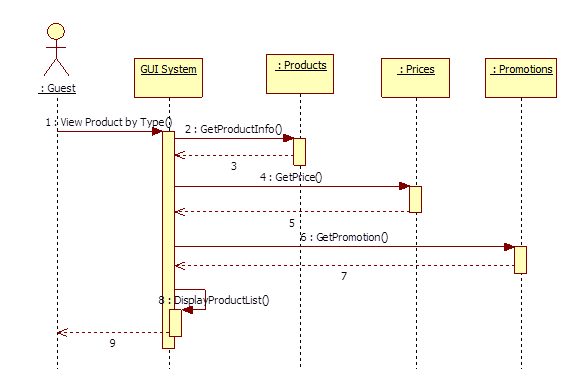 : Guest
GUI System
: Products
: Prices
: Promotions
1 : View Product by Type()
2 : GetProductInfo()
3
4 : GetPrice()
5
6 : GetPromotion()
7
8 : DisplayProductList()
9